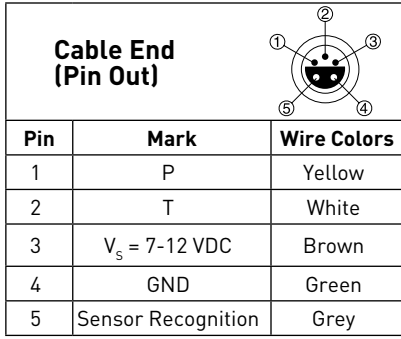 Cable End
(Pin Out)
② 
① ③
⑤ ④
Pin Mark Wire Colors
1 P Yellow
2 T White
3 Vₛ = 7-12 VDC Brown
4 GND Green
5 Sensor Recognition Grey